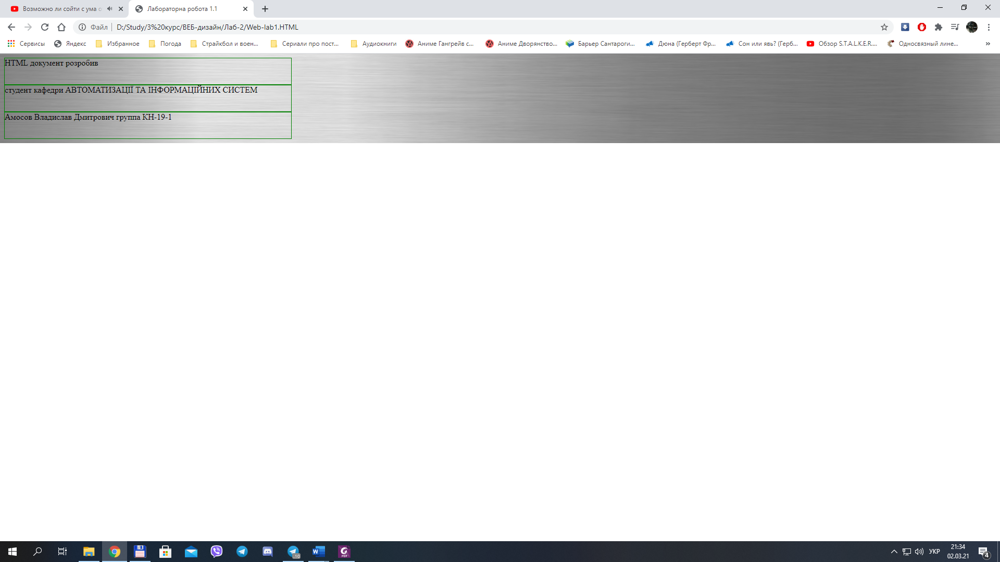 Возможно ли сойти с ума о
Лабораторна робота 1.1
Файл
D:/Study/3%20курс/ВЕБ-дизайн/Лаб-2/Web-lab1.HTML
Сервисы
Яндекс
Избранное
Погода
Страйкбол и воен...
Сериали про пост...
Аудиокниги
Аниме Гангрейв с...
Аниме Дворянство...
Барьер Сантароги...
Дюна (Герберт Фр...
Сон или явь? (Герб...
Обзор S.T.A.L.K.E.R....
Односвязный лине...
HTML документ розробив
студент кафедри АВТОМАТИЗАЦІЇ ТА ІНФОРМАЦІЙНИХ СИСТЕМ
Амосов Владислав Дмитрович группа КН-19-1
..10
PDF
УКР
21:34
02.03.21
4